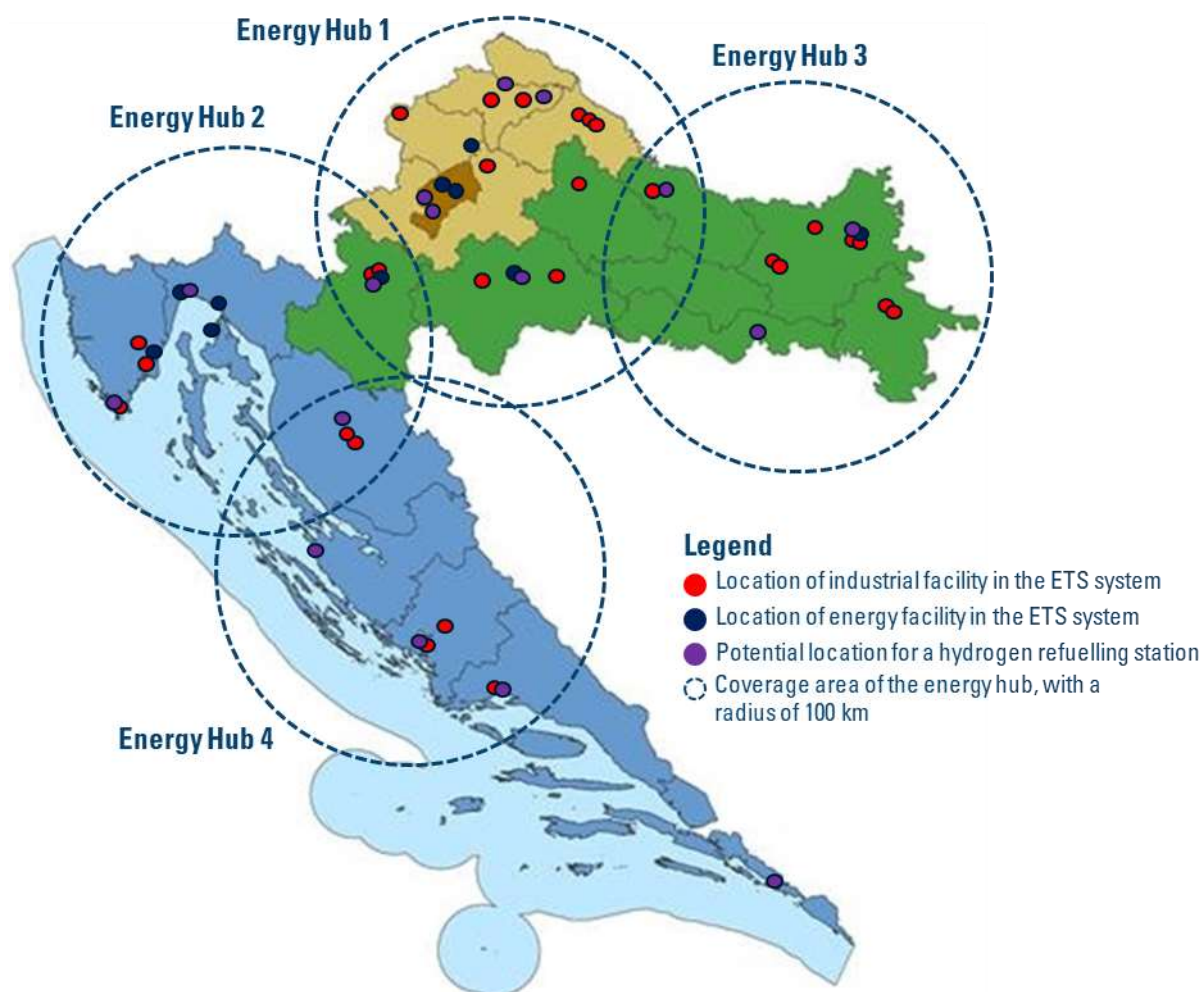 Energy Hub 1
Energy Hub 3
Energy Hub 2
Legend
Location of industrial facility in the ETS system
Location of energy facility in the ETS system
Potential location for a hydrogen refuelling station
Coverage area of the energy hub, with a
radius of 100 km
Energy Hub 4